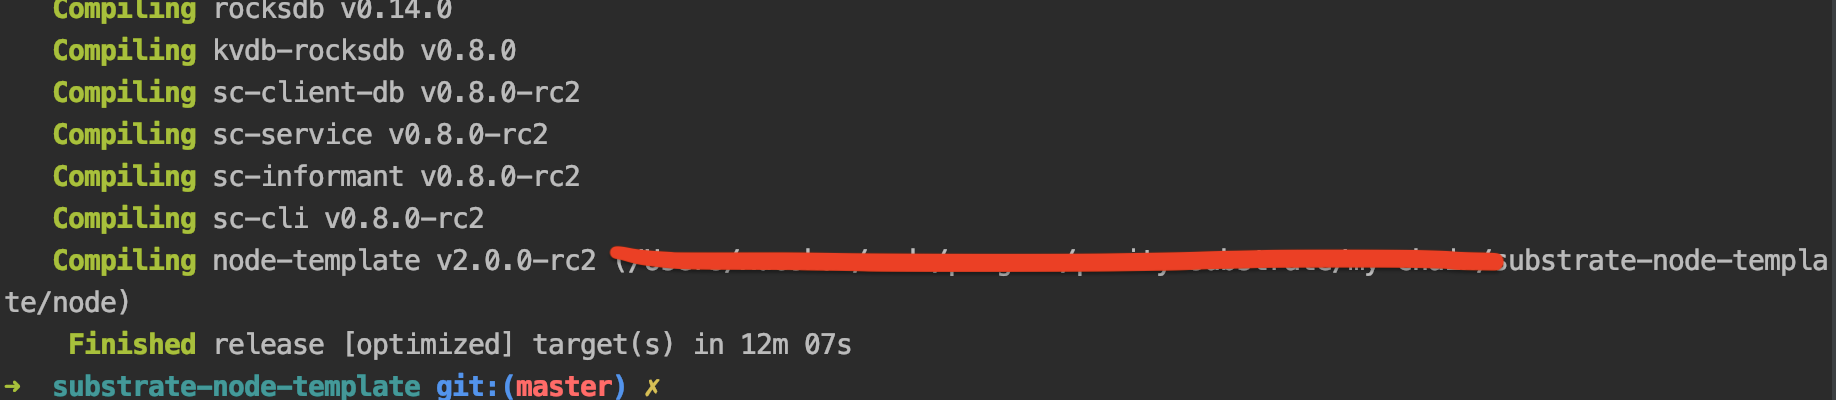 Compiling rocksdb v0.14.0
Compiling kvdb-rocksdb v0.8.0
Compiling sc-client-db v0.8.0-rc2
Compiling sc-service v0.8.0-rc2
Compiling sc-informant v0.8.0-rc2
Compiling sc-cli v0.8.0-rc2
Compiling node-template v2.0.0-rc2 (/substrate-node-templa
te/node)
Finished release [optimized] target(s) in 12m 07s
→ substrate-node-template git:(master) ✗